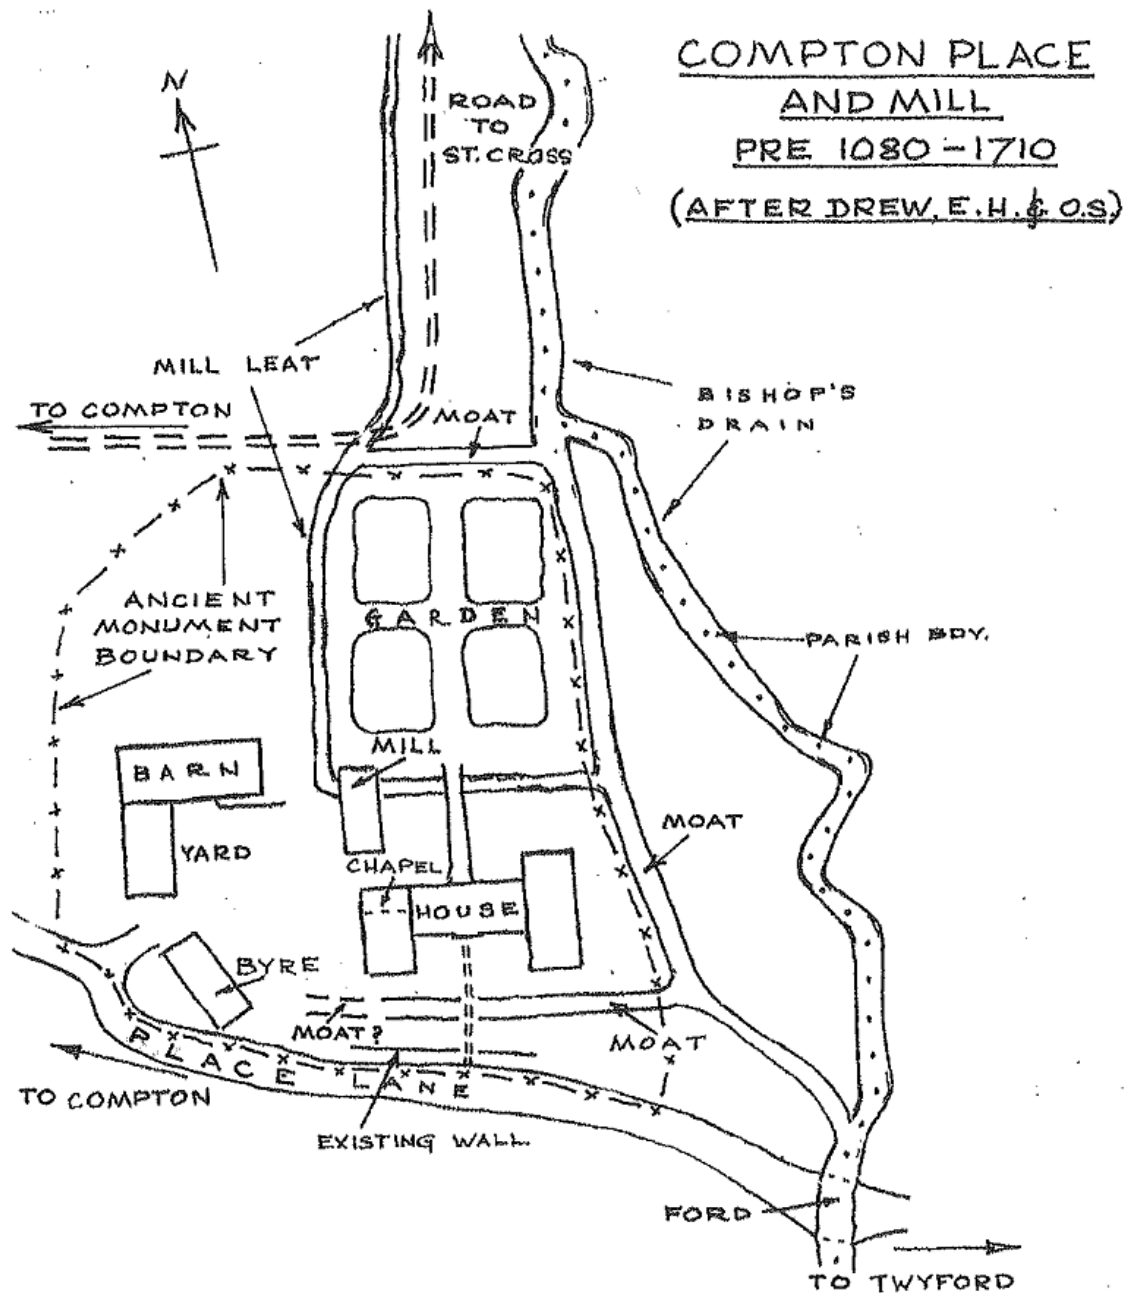 COMPTON PLACE
AND MILL
PRE 1080-1710
(AFTER DREW, E.H. & O.S.)
N
ROAD
TO
ST. CROSS
MILL LEAT
TO COMPTON
MOAT
BISHOP'S
DRAIN
ANCIENT
MONUMENT
BOUNDARY
GARDEN
PARISH BDY.
MILL
BARN
YARD
MOAT
CHAPEL
HOUSE
BYRE
MOAT?
MOAT
PLACE LANE
TO COMPTON
EXISTING WALL
FORD
TO TWYFORD